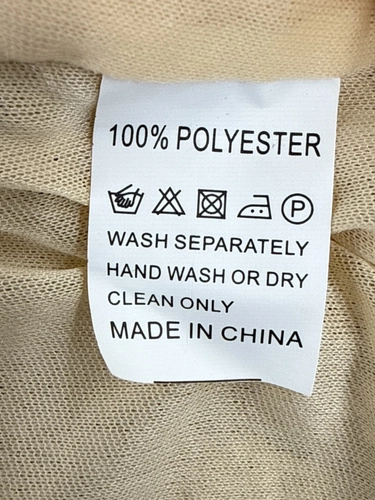 100% POLYESTER
P
WASH SEPARATELY
HAND WASH OR DRY
CLEAN ONLY
MADE IN CHINA